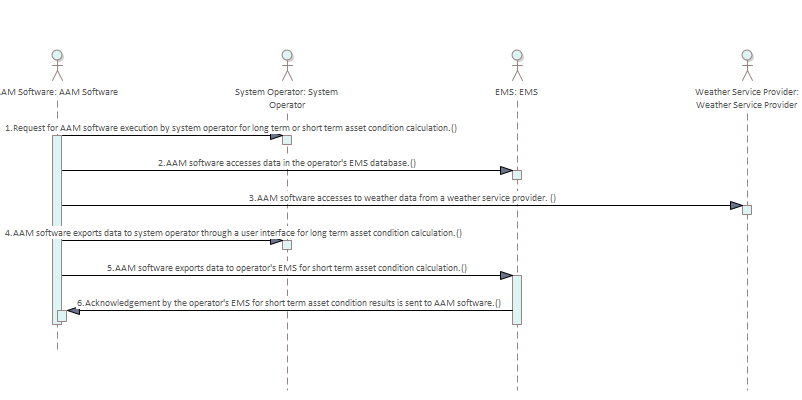 AM Software: AAM Software
System Operator: System
Operator
EMS: EMS
Weather Service Provider:
Weather Service Provider
1.Request for AAM software execution by system operator for long term or short term asset condition calculation.()
2.AAM software accesses data in the operator's EMS database.()
3.AAM software accesses to weather data from a weather service provider. ()
4.AAM software exports data to system operator through a user interface for long term asset condition calculation.()
5.AAM software exports data to operator's EMS for short term asset condition calculation.()
6.Acknowledgement by the operator's EMS for short term asset condition results is sent to AAM software.()